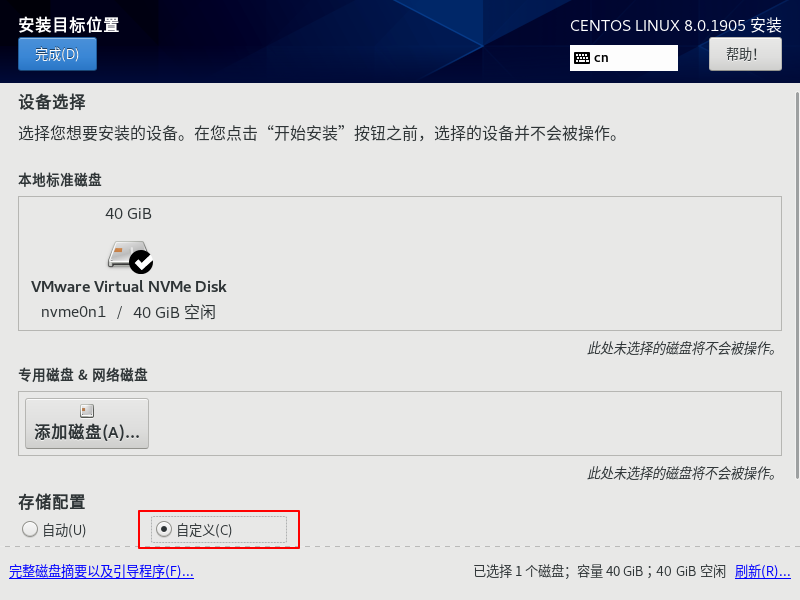 安装目标位置
CENTOS LINUX 8.0.1905 安装
完成(D)
cn
帮助！
设备选择
选择您想要安装的设备。在您点击“开始安装”按钮之前，选择的设备并不会被操作。
本地标准磁盘
40 GiB
VMware Virtual NVMe Disk
nvme0n1 / 40 GiB 空闲
此处未选择的磁盘将不会被操作。
专用磁盘 & 网络磁盘
添加磁盘(A)...
此处未选择的磁盘将不会被操作。
存储配置
自动(U)
自定义(C)
完整磁盘摘要以及引导程序(F)...
已选择 1 个磁盘；容量 40 GiB；40 GiB 空闲 刷新(R)...